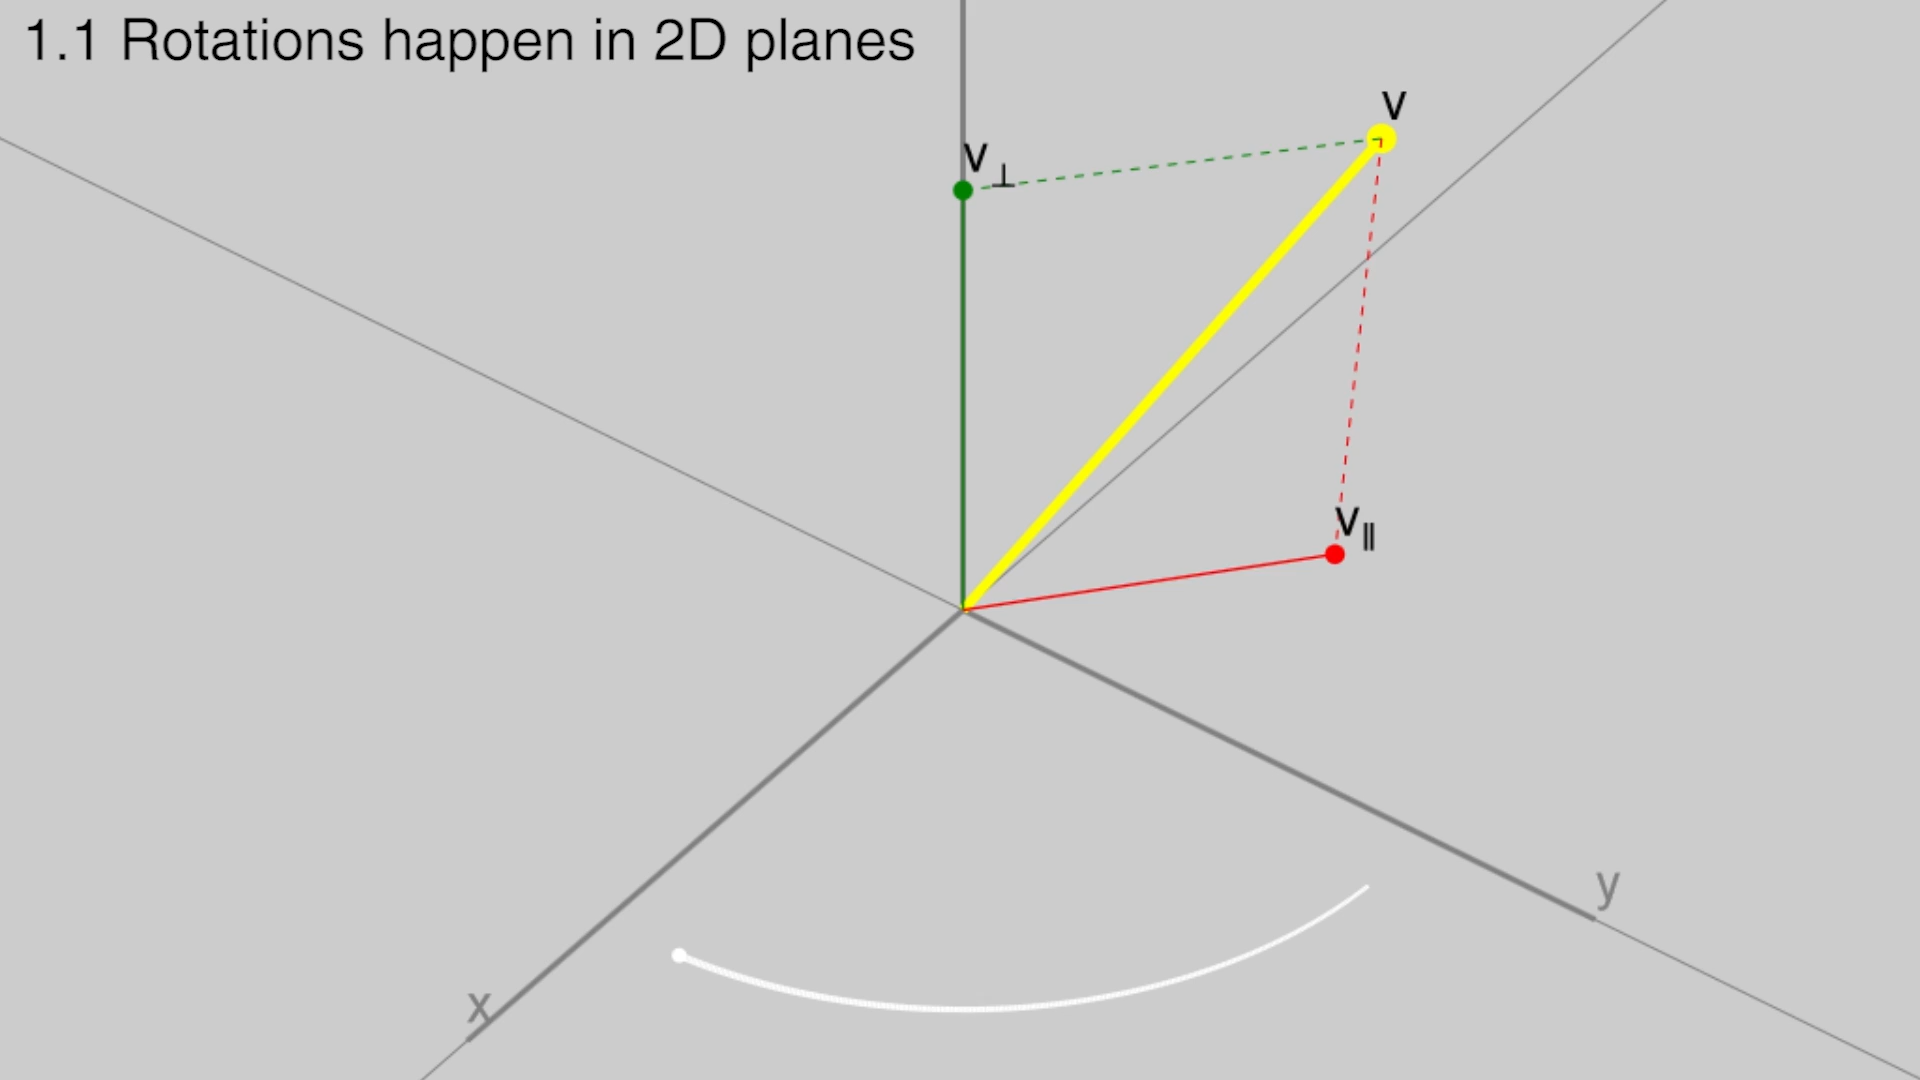 1.1 Rotations happen in 2D planes
v
v⊥
v∥
y
x